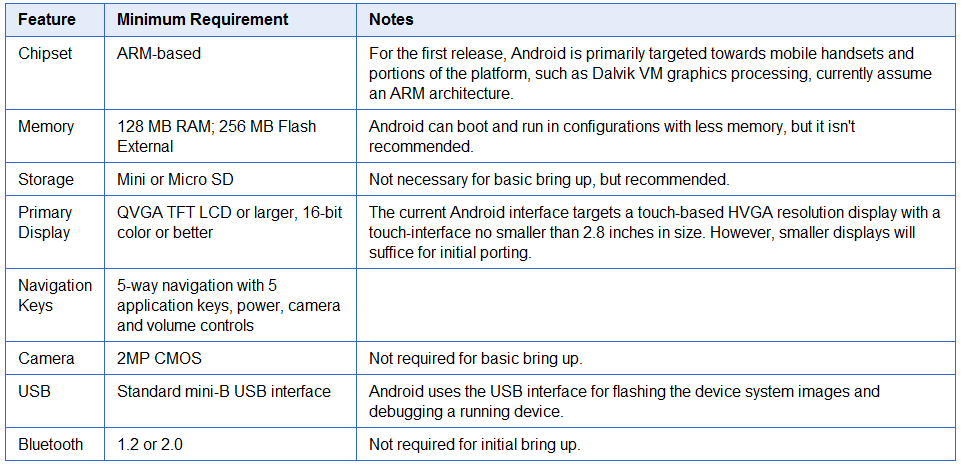 Feature Minimum Requirement Notes
Chipset ARM-based For the first release, Android is primarily targeted towards mobile handsets and
portions of the platform, such as Dalvik VM graphics processing, currently assume
an ARM architecture.
Memory 128 MB RAM; 256 MB Flash Android can boot and run in configurations with less memory, but it isn't
External recommended.
Storage Mini or Micro SD Not necessary for basic bring up, but recommended.
Primary QVGA TFT LCD or larger, 16-bit The current Android interface targets a touch-based HVGA resolution display with a
Display color or better touch-interface no smaller than 2.8 inches in size. However, smaller displays will
suffice for initial porting.
Navigation 5-way navigation with 5
Keys application keys, power, camera
and volume controls
Camera 2MP CMOS Not required for basic bring up.
USB Standard mini-B USB interface Android uses the USB interface for flashing the device system images and
debugging a running device.
Bluetooth 1.2 or 2.0 Not required for initial bring up.